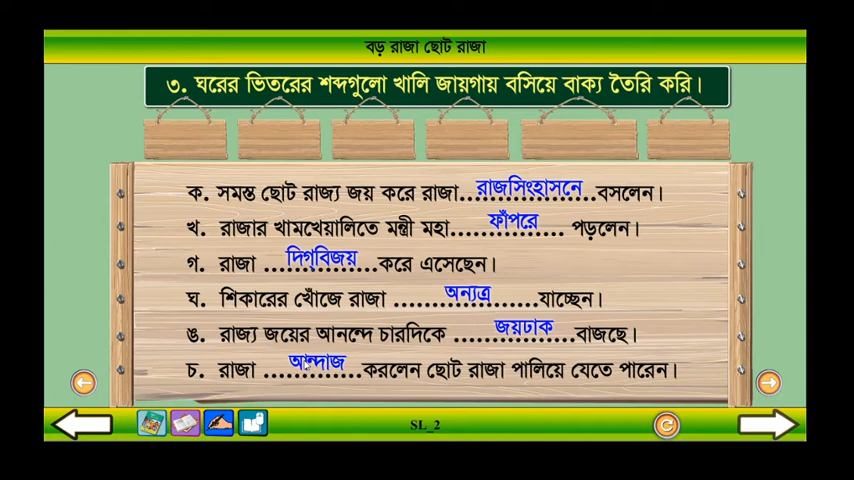 বড় রাজা ছোট রাজা
৩. ঘরের ভিতরের শব্দগুলো খালি জায়গায় বসিয়ে বাক্য তৈরি করি।
ক. সমস্ত ছোট রাজ্য জয় করে রাজা..রাজসিংহাসনে..বসলেন।
খ. রাজার খামখেয়ালিতে মন্ত্রী মহা....ফাঁপরে.... পড়লেন।
গ. রাজা ...দিগ্বিজয়...করে এসেছেন।
ঘ. শিকারের খোঁজে রাজা ......অন্যত্র......যাচ্ছেন।
ঙ. রাজ্য জয়ের আনন্দে চারদিকে .....জয়ঢাক...বাজছে।
চ. রাজা ...আন্দাজ..করলেন ছোট রাজা পালিয়ে যেতে পারেন।
SL_2